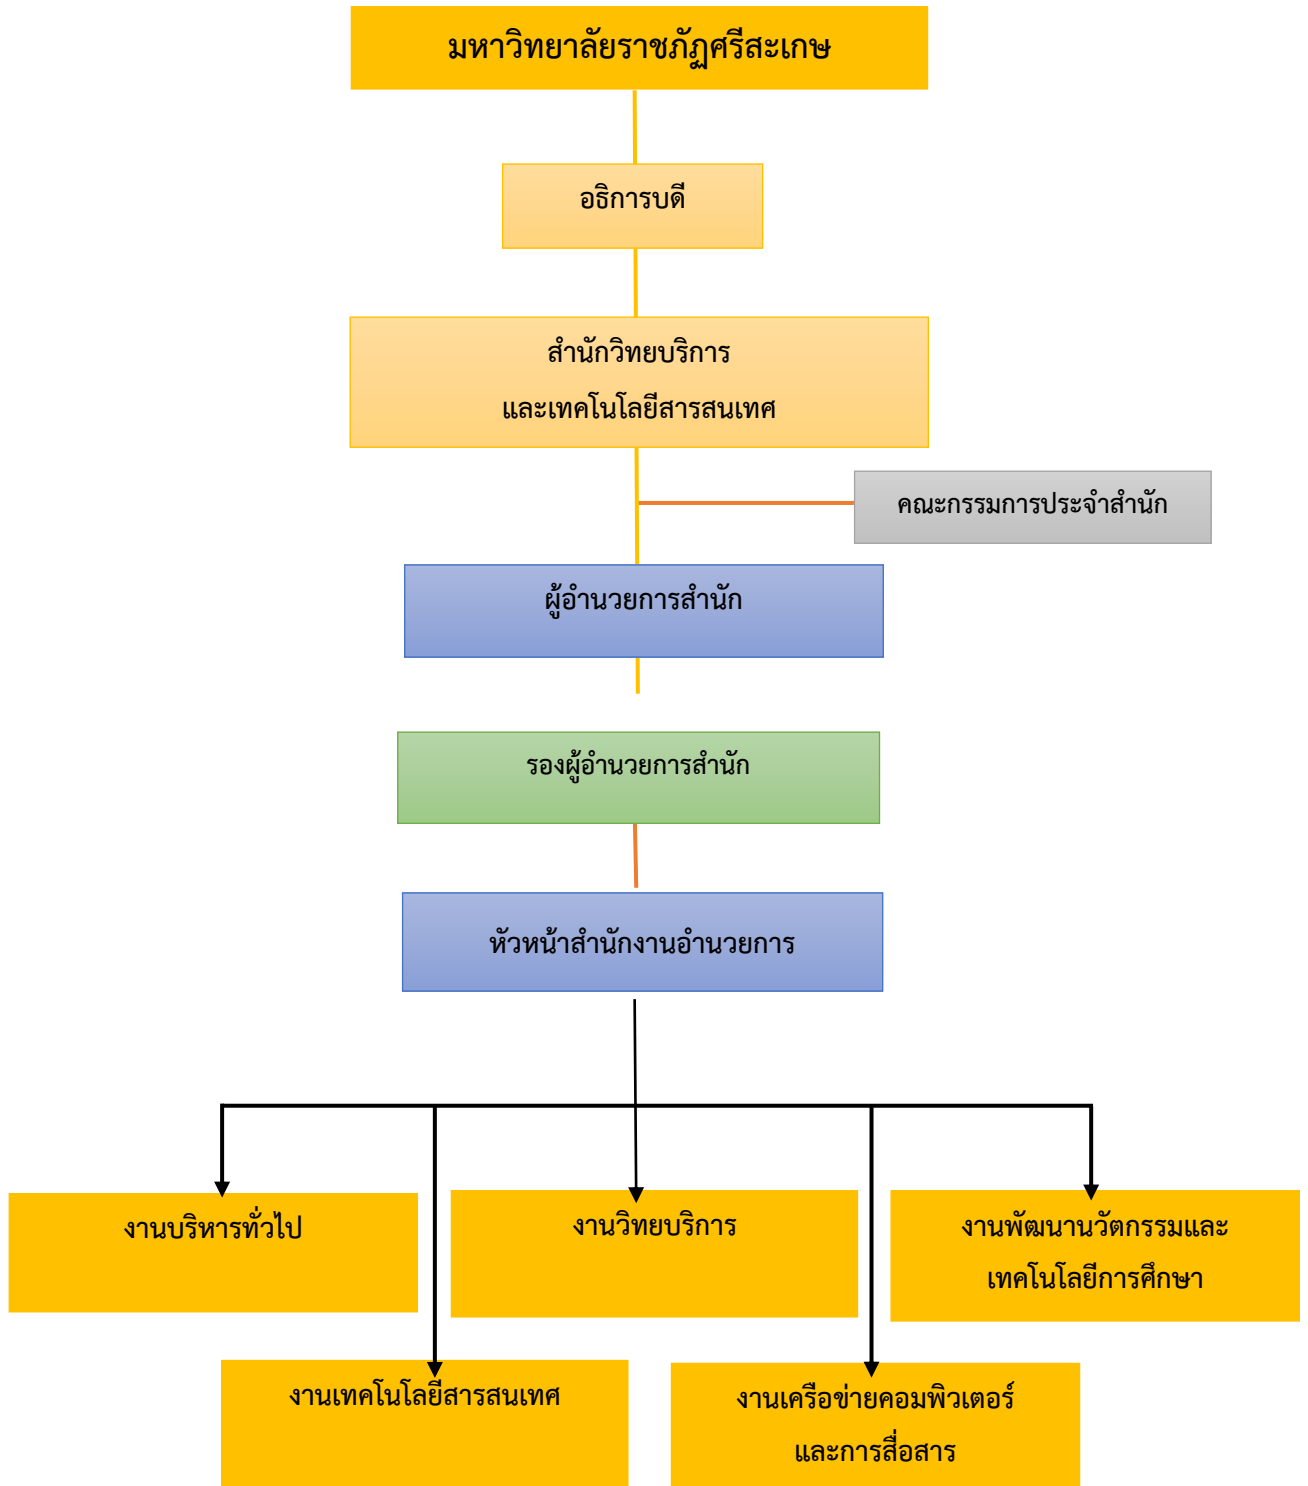 มหาวิทยาลัยราชภัฏศรีสะเกษ
อธิการบดี
สำนักวิทยบริการ
และเทคโนโลยีสารสนเทศ
คณะกรรมการประจำสำนัก
ผู้อำนวยการสำนัก
รองผู้อำนวยการสำนัก
หัวหน้าสำนักงานอำนวยการ
งานบริหารทั่วไป
งานวิทยบริการ
งานพัฒนานวัตกรรมและ
เทคโนโลยีการศึกษา
งานเทคโนโลยีสารสนเทศ
งานเครือข่ายคอมพิวเตอร์
และการสื่อสาร